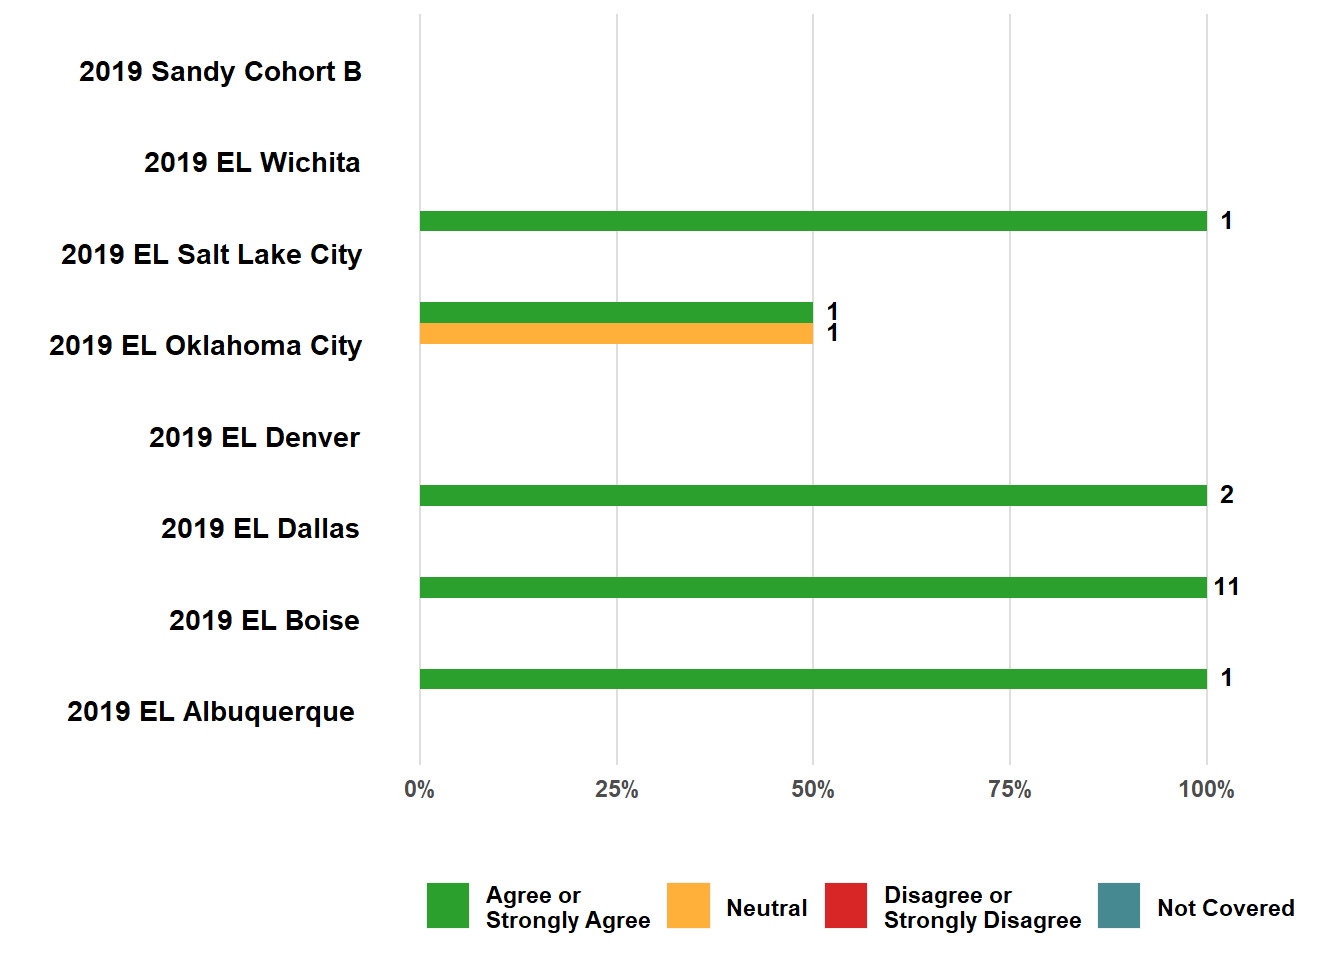 2019 Sandy Cohort B
2019 EL Wichita
1
2019 EL Salt Lake City
1
1
2019 EL Oklahoma City
2019 EL Denver
2
2019 EL Dallas
11
2019 EL Boise
1
2019 EL Albuquerque
0% 25% 50% 75% 100%
Agree or
Strongly Agree
Neutral
Disagree or
Strongly Disagree
Not Covered